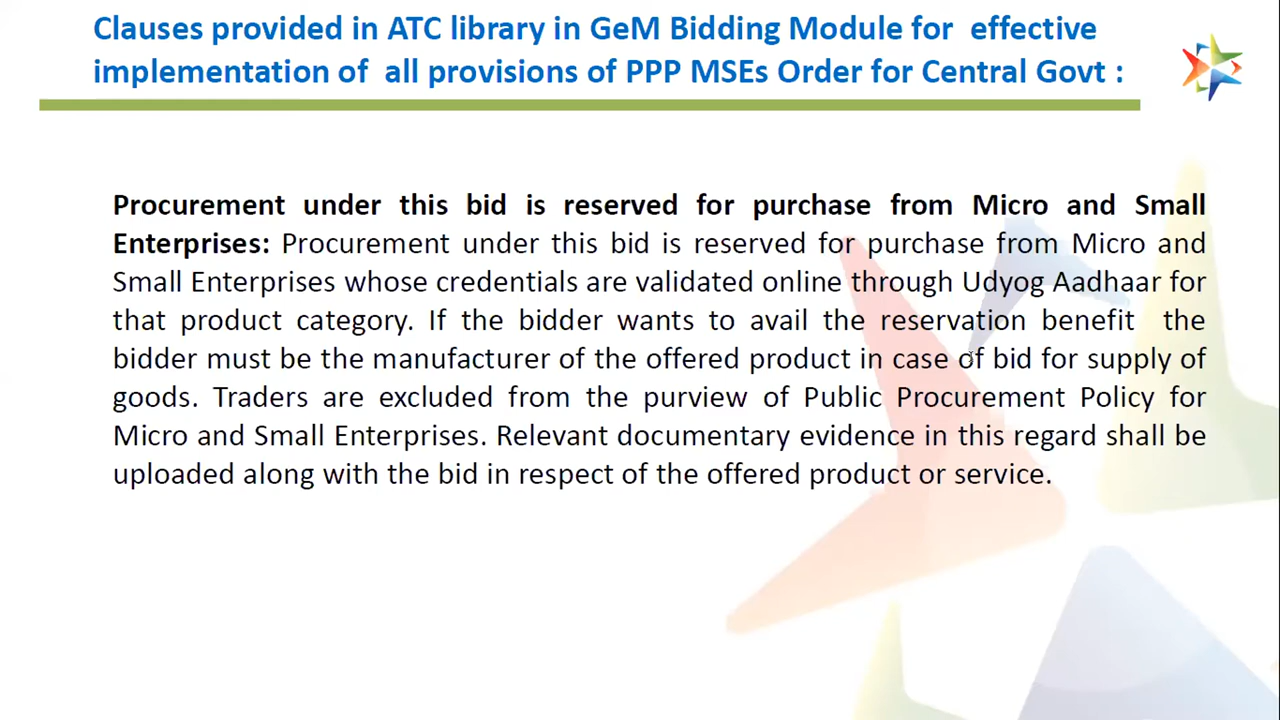 Clauses provided in ATC library in GeM Bidding Module for effective
implementation of all provisions of PPP MSEs Order for Central Govt :
Procurement under this bid is reserved for purchase from Micro and Small
Enterprises: Procurement under this bid is reserved for purchase from Micro and
Small Enterprises whose credentials are validated online through Udyog Aadhaar for
that product category. If the bidder wants to avail the reservation benefit the
bidder must be the manufacturer of the offered product in case of bid for supply of
goods. Traders are excluded from the purview of Public Procurement Policy for
Micro and Small Enterprises. Relevant documentary evidence in this regard shall be
uploaded along with the bid in respect of the offered product or service.